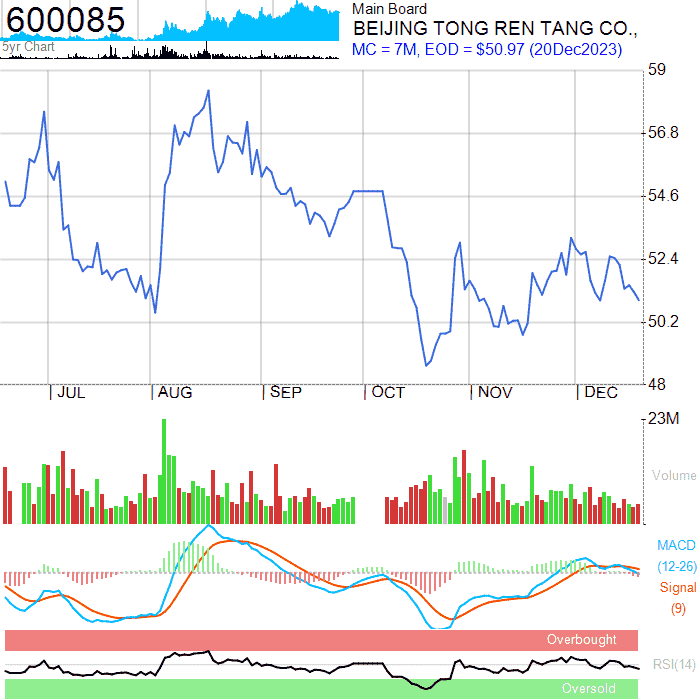 600085
5yr Chart
Main Board
BEIJING TONG REN TANG CO.,
MC = 7M, EOD = $50.97 (20Dec2023)
59
56.8
54.6
52.4
50.2
48
JUL AUG SEP OCT NOV DEC
23M
Volume
MACD
(12-26)
Signal
(9)
Overbought
RSI(14)
Oversold